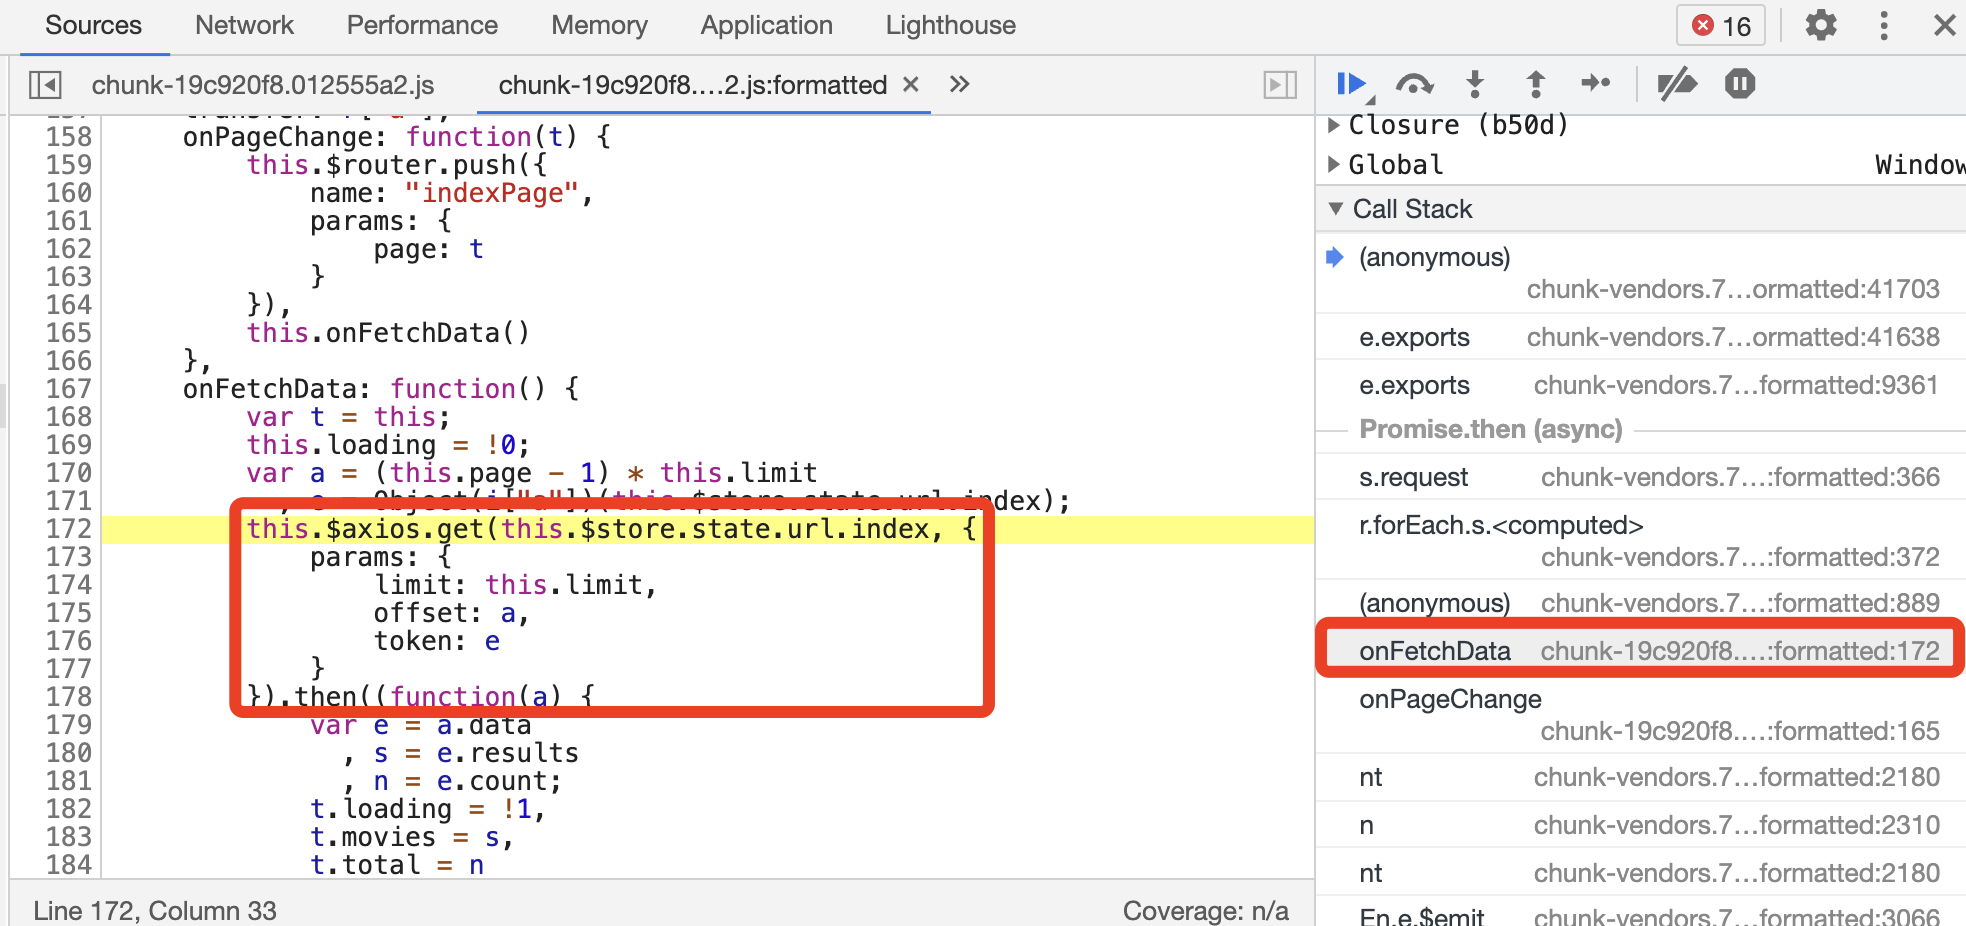 Sources Network Performance Memory Application Lighthouse 16
chunk-19c920f8.012555a2.js chunk-19c920f8....2.js:formatted
158 onPageChange: function(t) {
159 this.$router.push({
160 name: "indexPage",
161 params: {
162 page: t
163 }
164 }),
165 this.onFetchData()
166 },
167 onFetchData: function() {
168 var t = this;
169 this.loading = !0;
170 var a = (this.page - 1) * this.limit
171 , e = Object(i["a"])(this.$store.state.url.index);
172 this.$axios.get(this.$store.state.url.index, {
173 params: {
174 limit: this.limit,
175 offset: a,
176 token: e
177 }
178 }).then((function(a) {
179 var e = a.data
180 , s = e.results
181 , n = e.count;
182 t.loading = !1,
183 t.movies = s,
184 t.total = n
Line 172, Column 33 Coverage: n/a
Closure (b50d)
Global Window
Call Stack
(anonymous)
chunk-vendors.7…ormatted:41703
e.exports chunk-vendors.7…ormatted:41638
e.exports chunk-vendors.7…formatted:9361
Promise.then (async)
s.request chunk-vendors.7…:formatted:366
r.forEach.s.<computed>
chunk-vendors.7…:formatted:372
(anonymous) chunk-vendors.7…:formatted:889
onFetchData chunk-19c920f8.…:formatted:172
onPageChange
chunk-19c920f8.…:formatted:165
nt chunk-vendors.7…formatted:2180
n chunk-vendors.7…formatted:2310
nt chunk-vendors.7…formatted:2180
En.e.$emit chunk-vendors.7…formatted:3066